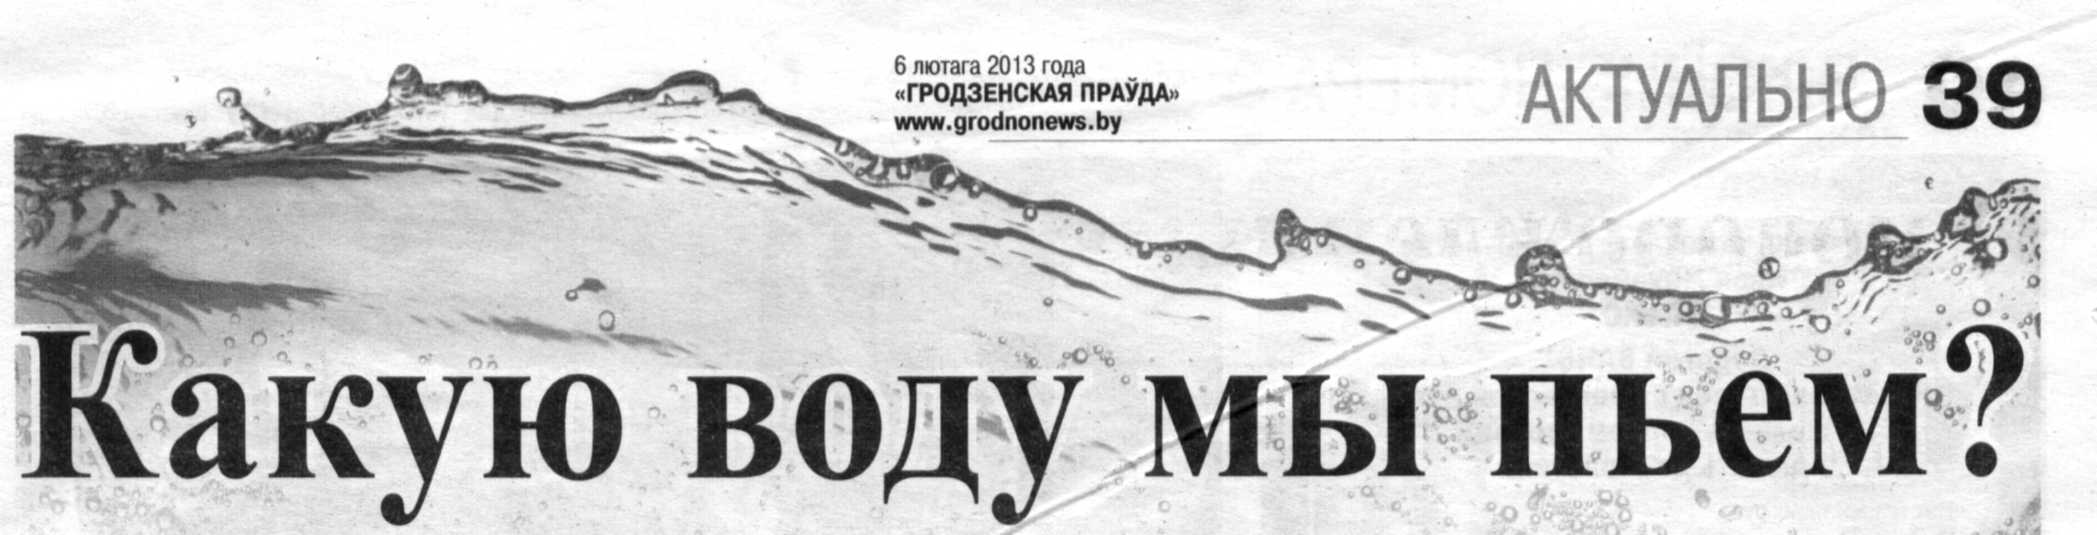 6 лютага 2013 года
«ГРОДЗЕНСКАЯ ПРАЎДА»
www.grodnonews.by
АКТУАЛЬНО 39
Какую воду мы пьем?